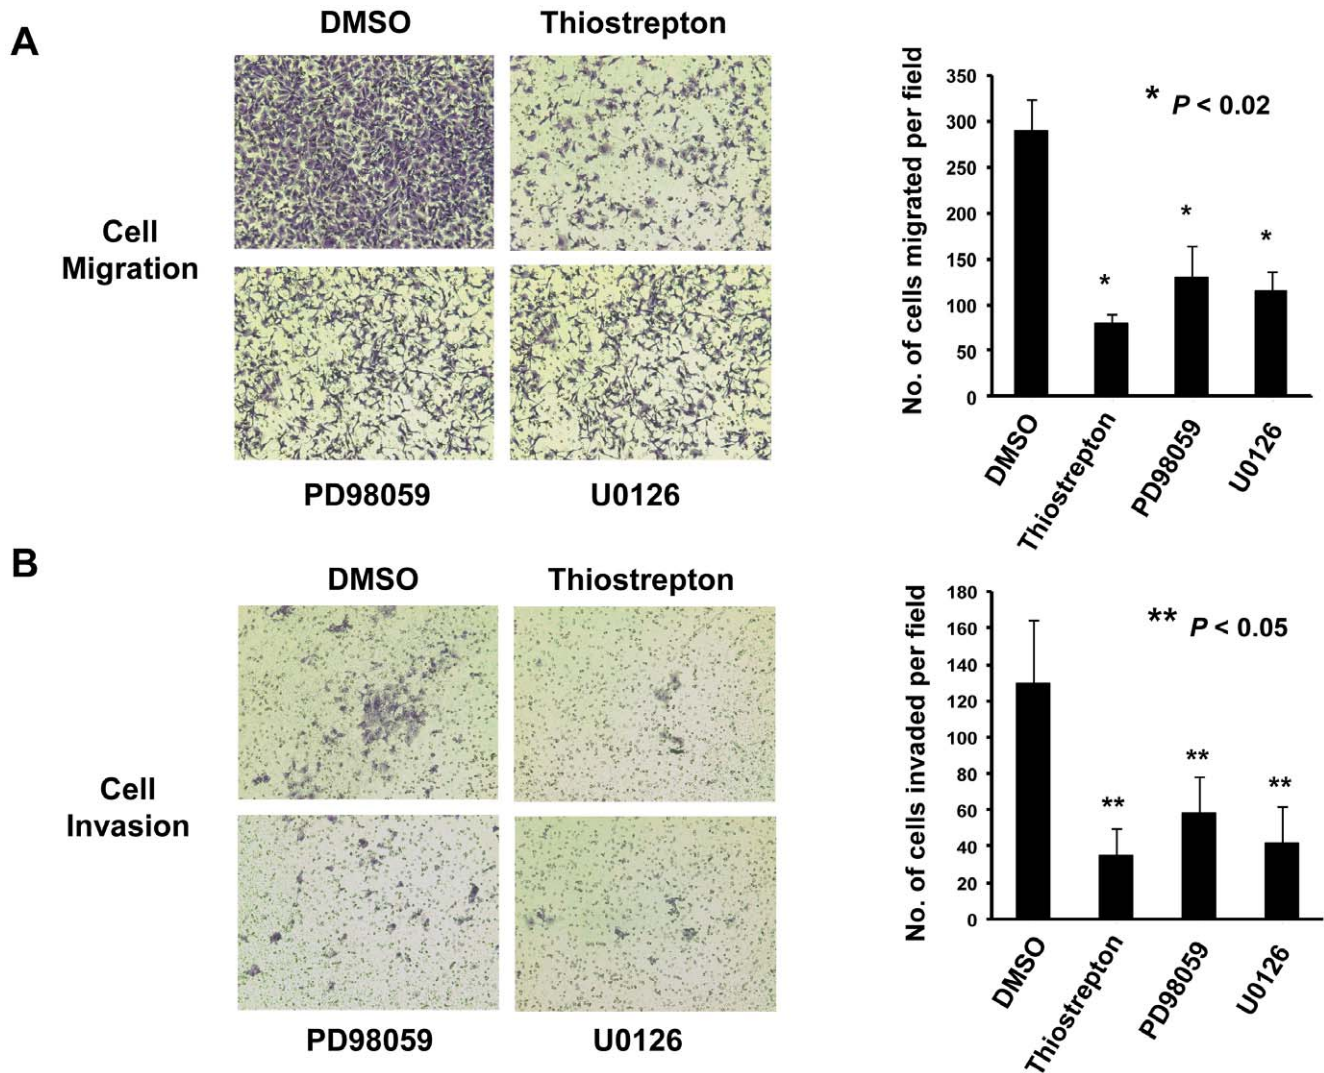 A
DMSO
Thiostrepton
Cell
Migration
PD98059
U0126
No. of cells migrated per field
350
300
250
200
150
100
50
0
* P < 0.02
*
*
*
DMSO
Thiostrepton
PD98059
U0126
B
DMSO
Thiostrepton
Cell
Invasion
PD98059
U0126
No. of cells invaded per field
180
160
140
120
100
80
60
40
20
0
** P < 0.05
**
**
**
DMSO
Thiostrepton
PD98059
U0126